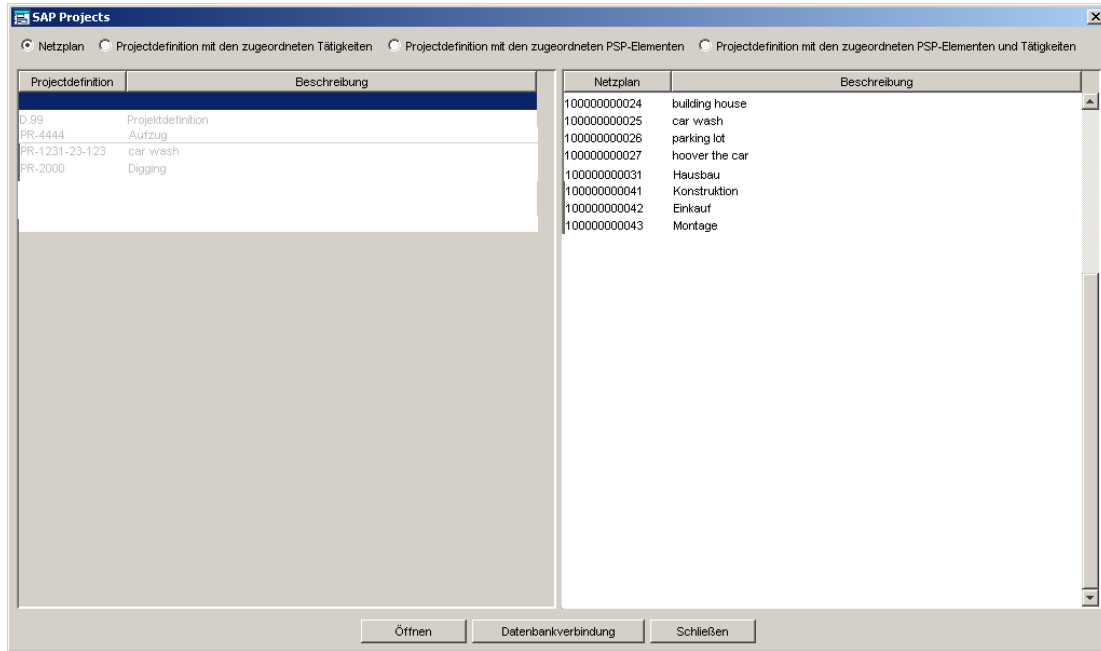 SAP Projects
Netzplan Projectdefinition mit den zugeordneten Tätigkeiten Projectdefinition mit den zugeordneten PSP-Elementen Projectdefinition mit den zugeordneten PSP-Elementen und Tätigkeiten
Projectdefinition Beschreibung
D.99 Projektdefinition
PR-4444 Aufzug
PR-1231-23-123 car wash
PR-2000 Digging
Netzplan Beschreibung
100000000024 building house
100000000025 car wash
100000000026 parking lot
100000000027 hoover the car
100000000031 Hausbau
100000000041 Konstruktion
100000000042 Einkauf
100000000043 Montage
Öffnen Datenbankverbindung Schließen